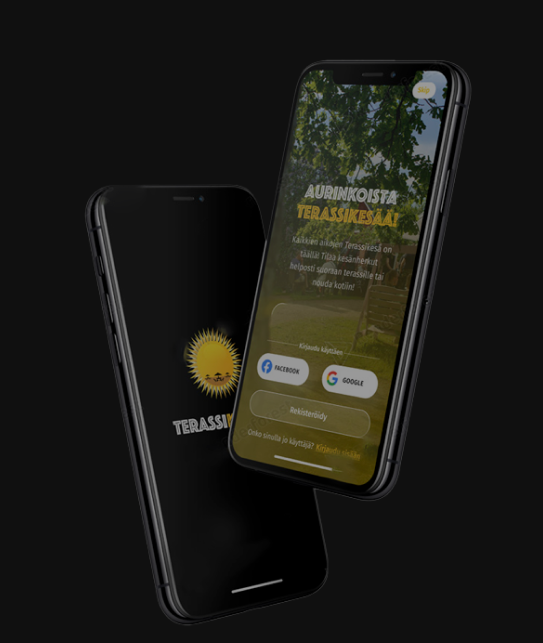 AURINKOISTA
TERASSIKESÄÄ!
Kaikkien aikojen Terassikesä on
täällä! Tilaa kesänherkut
helposti suoraan terassille tai
nouda kotiin!
Kirjaudu käyttäen
FACEBOOK
GOOGLE
Rekisteröidy
Onko sinulla jo käyttäjä? Kirjaudu sisään
TERASSI